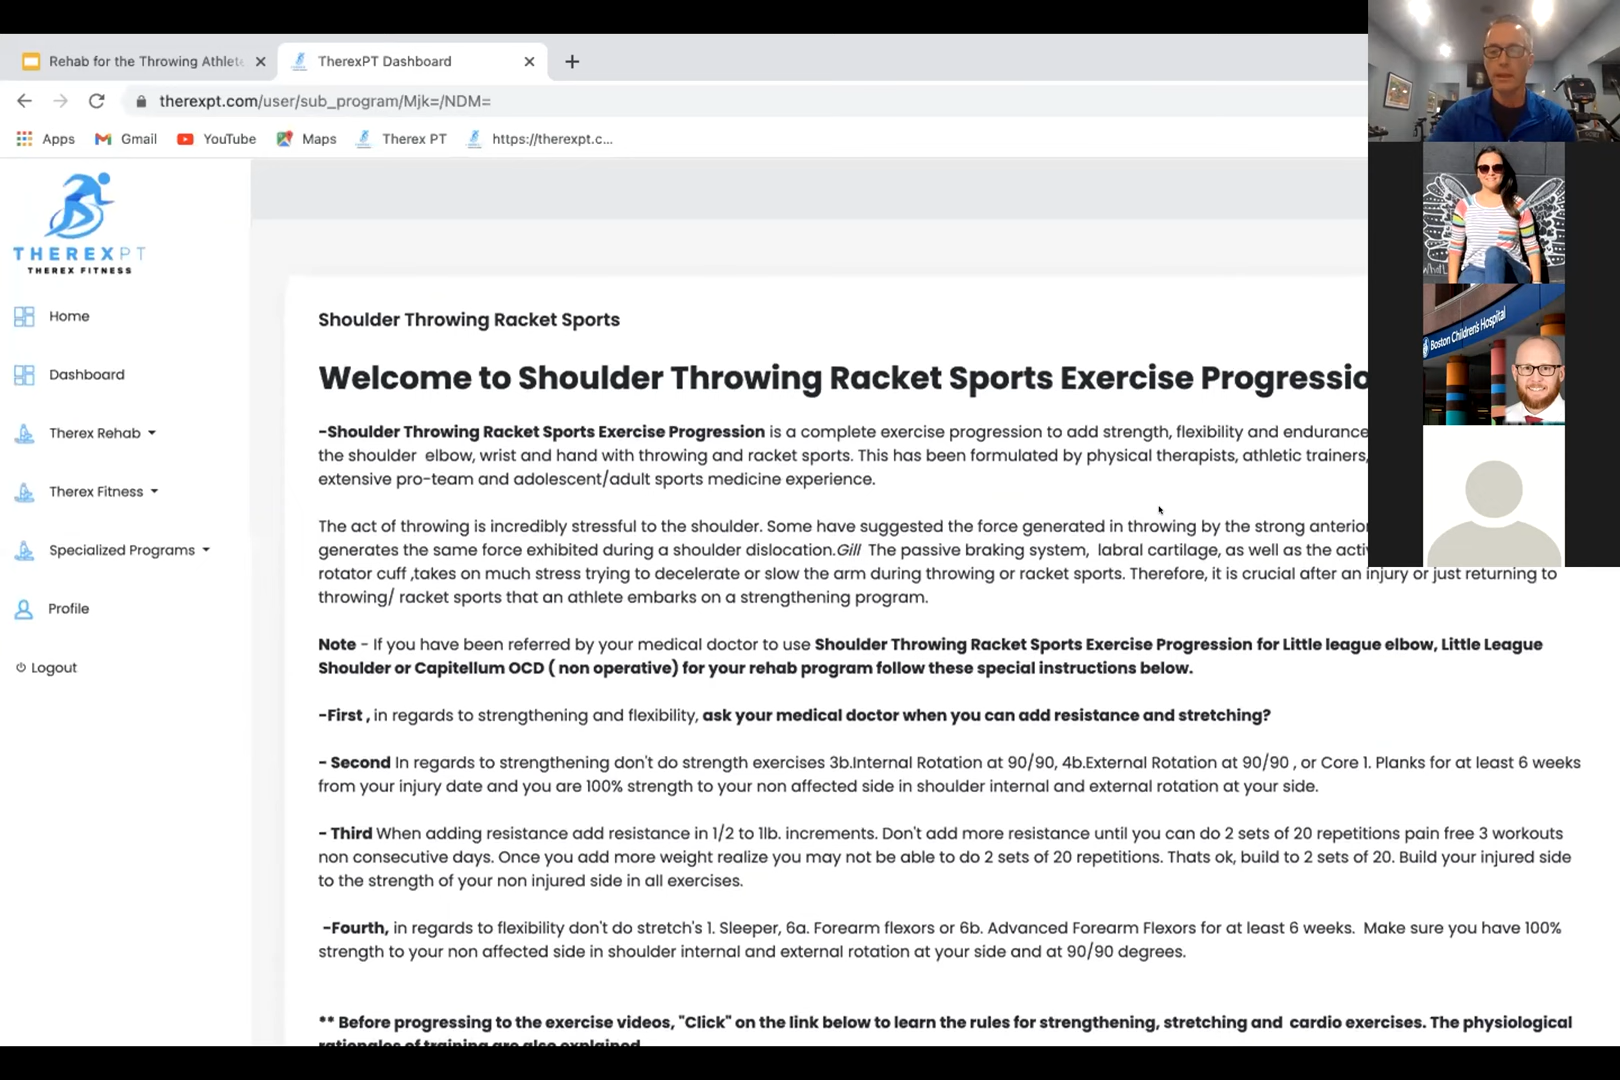 Rehab for the Throwing Athlet
TherexPT Dashboard
therexpt.com/user/sub_program/Mjk=/NDM=
Apps
Gmail
YouTube
Maps
Therex PT
https://therexpt.c...
THEREXPT
THEREX FITNESS
Home
Dashboard
Therex Rehab
Therex Fitness
Specialized Programs
Profile
Logout
Shoulder Throwing Racket Sports
Welcome to Shoulder Throwing Racket Sports Exercise Progressio
-Shoulder Throwing Racket Sports Exercise Progression is a complete exercise progression to add strength, flexibility and endurance
the shoulder elbow, wrist and hand with throwing and racket sports. This has been formulated by physical therapists, athletic trainers,
extensive pro-team and adolescent/adult sports medicine experience.
The act of throwing is incredibly stressful to the shoulder. Some have suggested the force generated in throwing by the strong anterior
generates the same force exhibited during a shoulder dislocation.Gill The passive braking system, labral cartilage, as well as the acti
rotator cuff ,takes on much stress trying to decelerate or slow the arm during throwing or racket sports. Therefore, it is crucial after an injury or just returning to
throwing/ racket sports that an athlete embarks on a strengthening program.
Note - If you have been referred by your medical doctor to use Shoulder Throwing Racket Sports Exercise Progression for Little league elbow, Little League
Shoulder or Capitellum OCD ( non operative) for your rehab program follow these special instructions below.
-First , in regards to strengthening and flexibility, ask your medical doctor when you can add resistance and stretching?
- Second In regards to strengthening don't do strength exercises 3b.Internal Rotation at 90/90, 4b.External Rotation at 90/90 , or Core 1. Planks for at least 6 weeks
from your injury date and you are 100% strength to your non affected side in shoulder internal and external rotation at your side.
- Third When adding resistance add resistance in 1/2 to 1lb. increments. Don't add more resistance until you can do 2 sets of 20 repetitions pain free 3 workouts
non consecutive days. Once you add more weight realize you may not be able to do 2 sets of 20 repetitions. Thats ok, build to 2 sets of 20. Build your injured side
to the strength of your non injured side in all exercises.
-Fourth, in regards to flexibility don't do stretch's 1. Sleeper, 6a. Forearm flexors or 6b. Advanced Forearm Flexors for at least 6 weeks. Make sure you have 100%
strength to your non affected side in shoulder internal and external rotation at your side and at 90/90 degrees.
** Before progressing to the exercise videos, "Click" on the link below to learn the rules for strengthening, stretching and cardio exercises. The physiological
rationales of training are also explained
Boston Children's Hospital